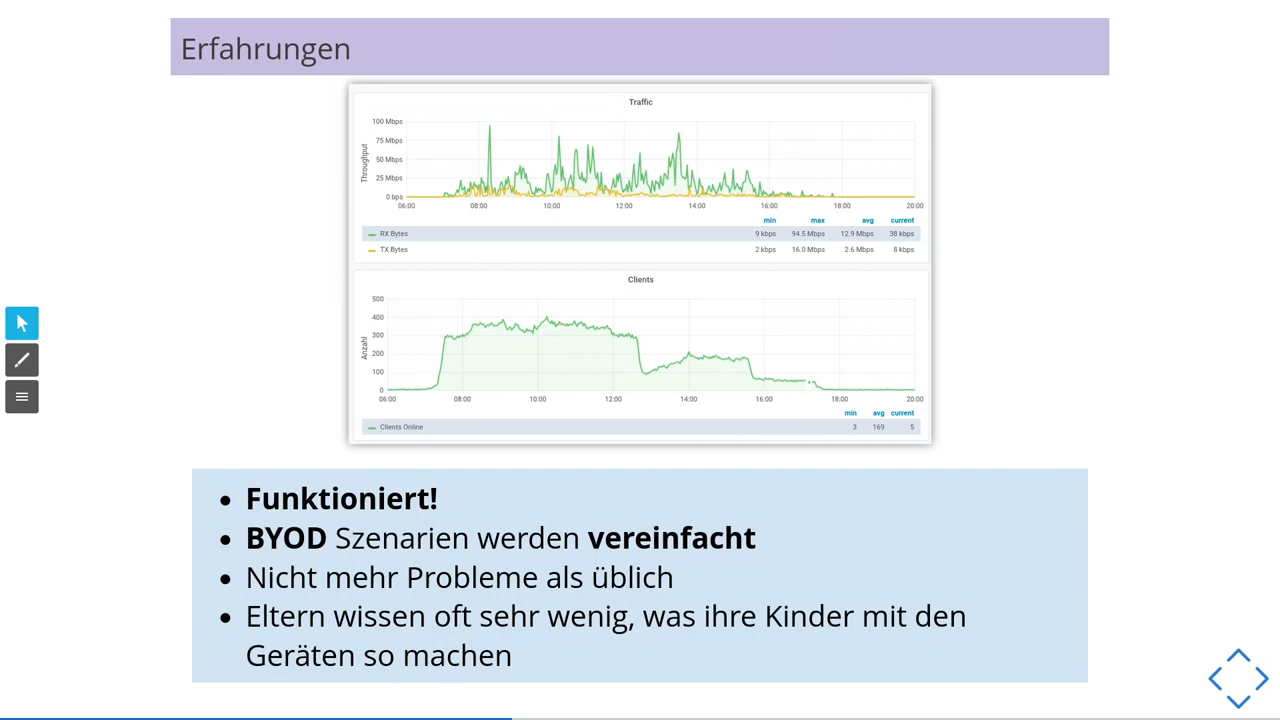 Erfahrungen
Traffic
Throughput
100 Mbps
75 Mbps
50 Mbps
25 Mbps
0 bps
06:00 08:00 10:00 12:00 14:00 16:00 18:00 20:00
min max avg current
RX Bytes 9 kbps 94.5 Mbps 12.9 Mbps 38 kbps
TX Bytes 2 kbps 16.0 Mbps 2.6 Mbps 8 kbps
Clients
Anzahl
500
400
300
200
100
0
06:00 08:00 10:00 12:00 14:00 16:00 18:00 20:00
min avg current
Clients Online 3 169 5
• Funktioniert!
• BYOD Szenarien werden vereinfacht
• Nicht mehr Probleme als üblich
• Eltern wissen oft sehr wenig, was ihre Kinder mit den
Geräten so machen